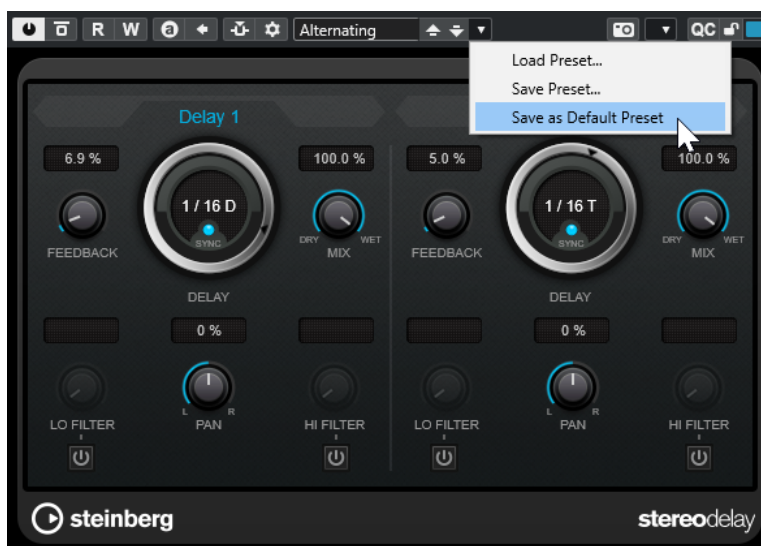 R W a Alternating QC
Load Preset...
Save Preset...
Save as Default Preset
Delay 1
6.9 % 100.0 % 5.0 % 100.0 %
1 / 16 D 1 / 16 T
SYNC DRY WET SYNC DRY WET
FEEDBACK MIX FEEDBACK MIX
DELAY DELAY
0 % 0 %
L R L R
LO FILTER PAN HI FILTER LO FILTER PAN HI FILTER
steinberg stereodelay